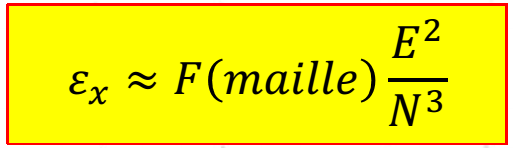 εₓ ≈ F(maille) E²/N³